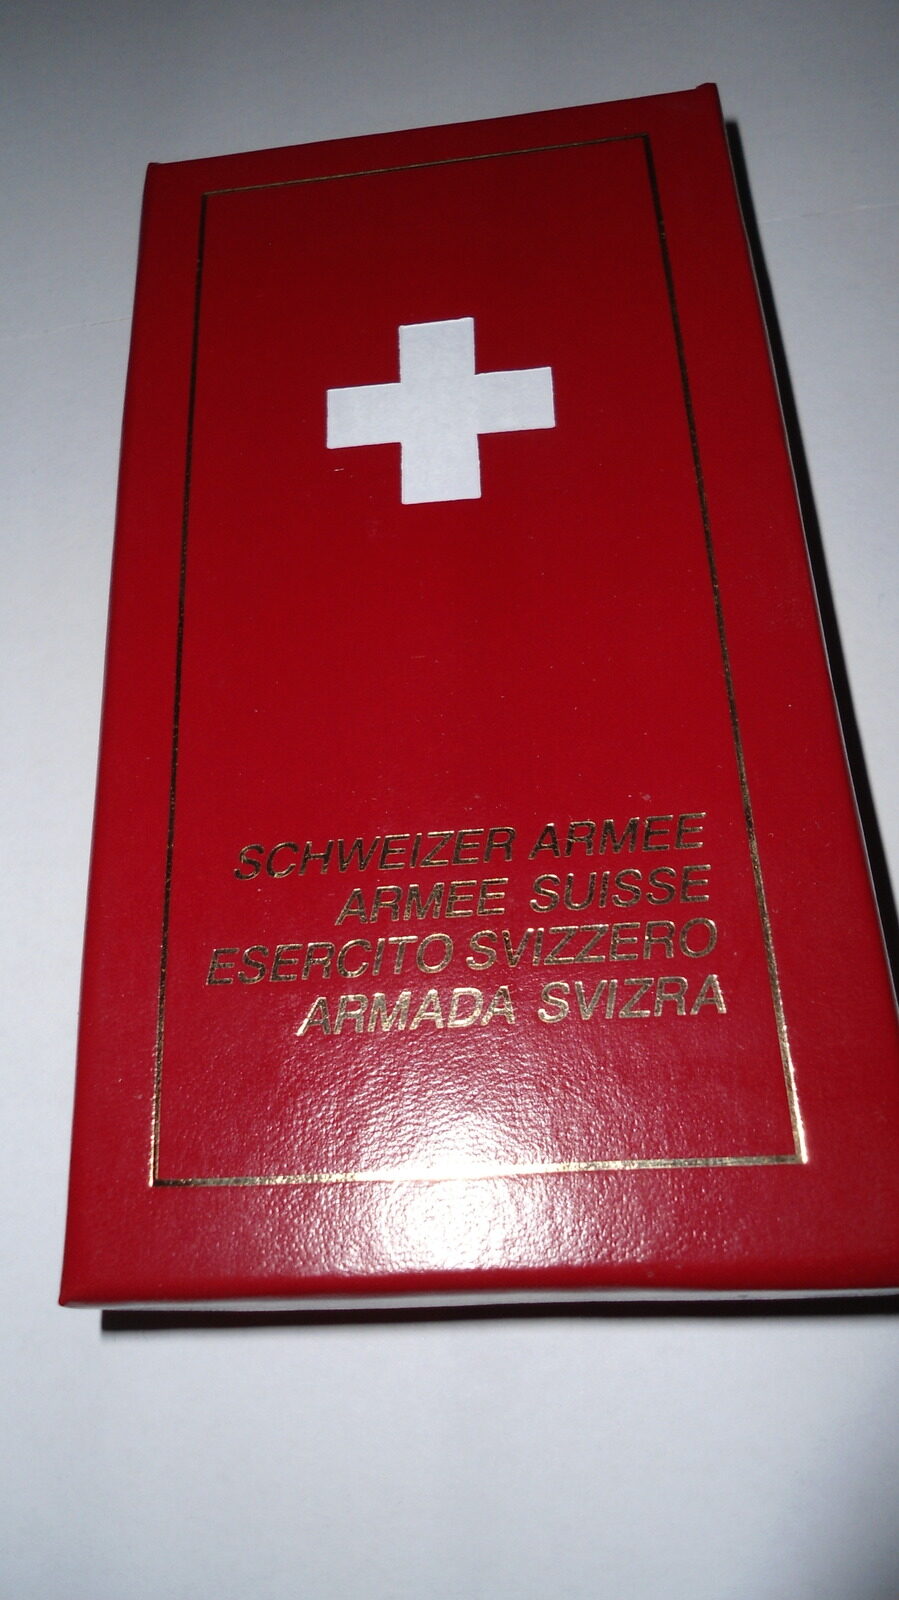 SCHWEIZER ARMEE
ARMEE SUISSE
ESERCITO SVIZZERO
ARMADA SVIZRA